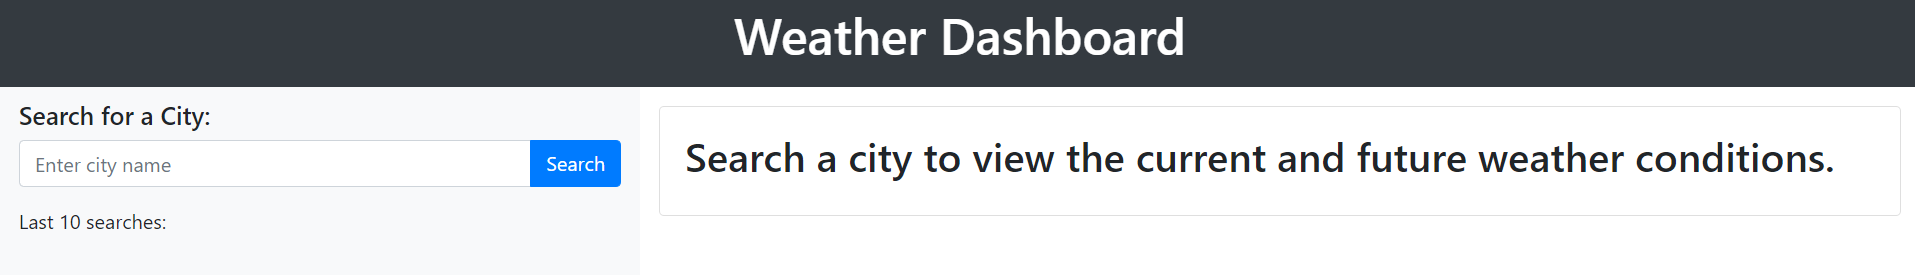 Weather Dashboard
Search for a City:
Enter city name
Search
Last 10 searches:
Search a city to view the current and future weather conditions.